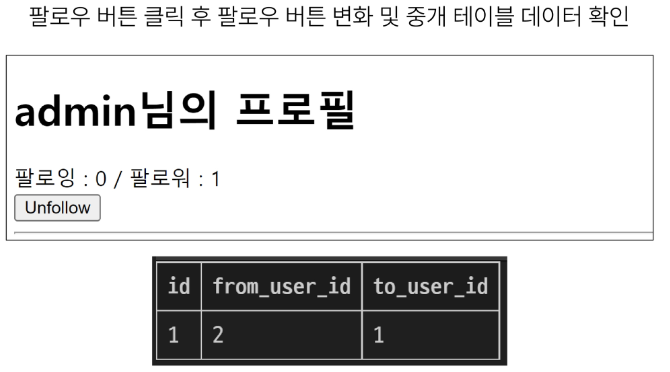 팔로우 버튼 클릭 후 팔로우 버튼 변화 및 중개 테이블 데이터 확인
admin님의 프로필
팔로잉 : 0 / 팔로워 : 1
Unfollow
id from_user_id to_user_id
1 2 1